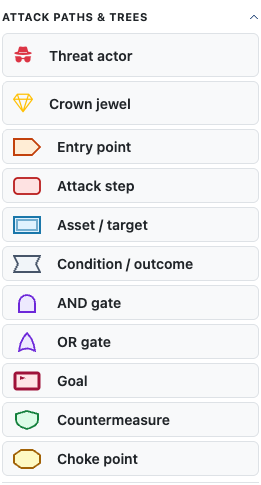 ATTACK PATHS & TREES
Threat actor
Crown jewel
Entry point
Attack step
Asset / target
Condition / outcome
AND gate
OR gate
Goal
Countermeasure
Choke point